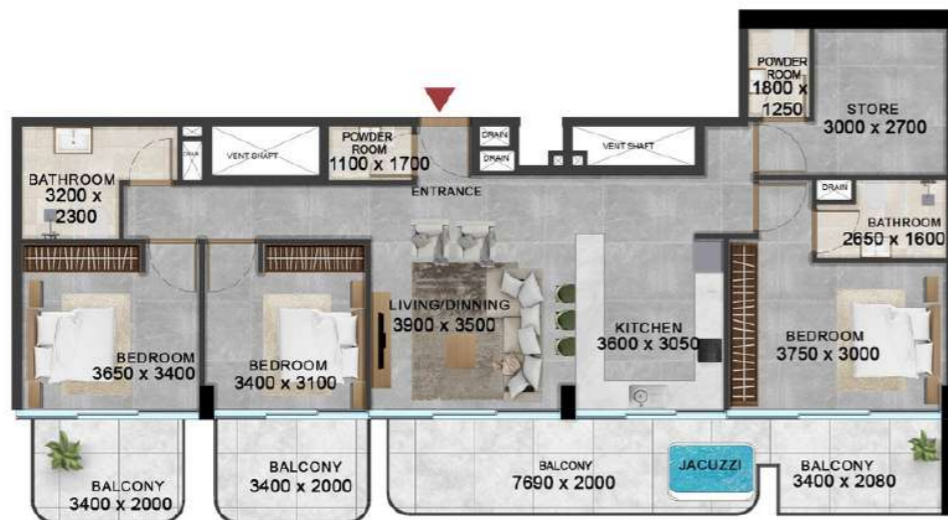 POWDER
ROOM
1800 x
1250
STORE
3000 x 2700
DRAIN
DRAIN
VENT SHAFT
POWDER
ROOM
1100 x 1700
VENT SHAFT
BATHROOM
3200 x
2300
ENTRANCE
DRAIN
BATHROOM
2650 x 1600
LIVING/DINNING
3900 x 3500
KITCHEN
3600 x 3050
BEDROOM
3750 x 3000
BEDROOM
3650 x 3400
BEDROOM
3400 x 3100
BALCONY
3400 x 2000
BALCONY
3400 x 2000
BALCONY
7690 x 2000
JACUZZI
BALCONY
3400 x 2080